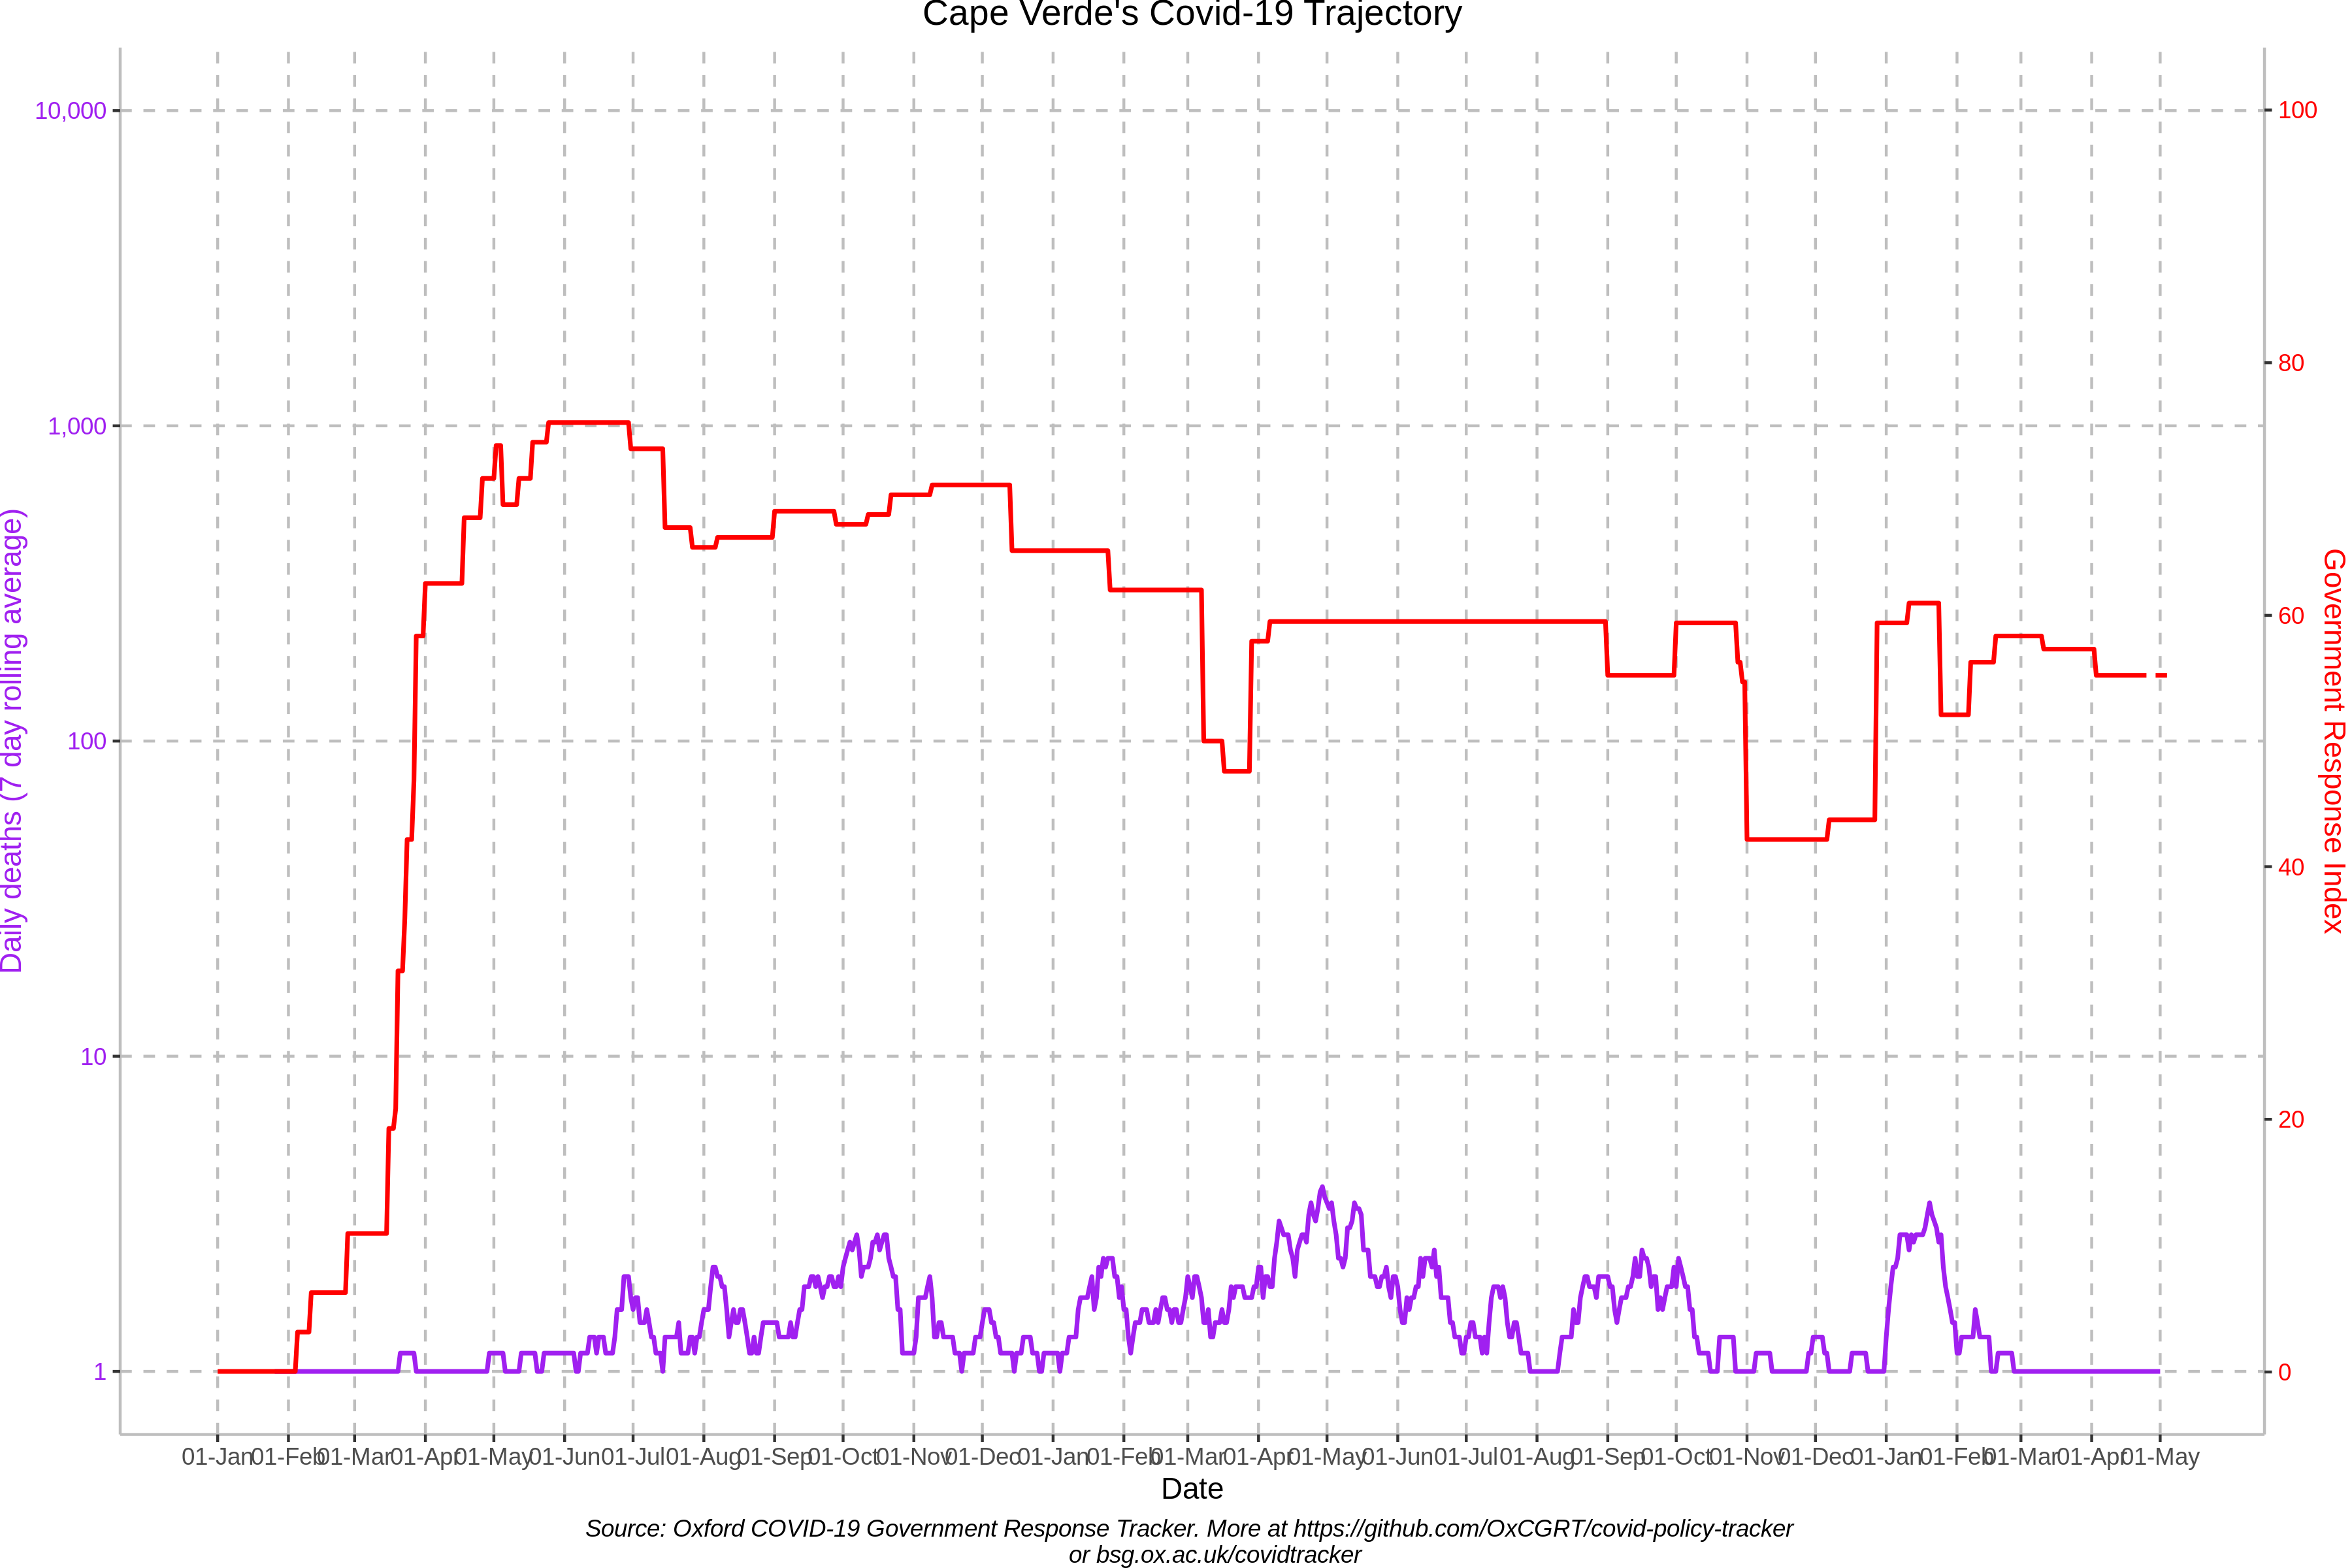 Cape Verde's Covid-19 Trajectory
Daily deaths (7 day rolling average)
10,000
1,000
100
10
1
Government Response Index
100
80
60
40
20
0
01-Jan 01-Feb 01-Mar 01-Apr 01-May 01-Jun 01-Jul 01-Aug 01-Sep 01-Oct 01-Nov 01-Dec 01-Jan 01-Feb 01-Mar 01-Apr 01-May 01-Jun 01-Jul 01-Aug 01-Sep 01-Oct 01-Nov 01-Dec 01-Jan 01-Feb 01-Mar 01-Apr 01-May
Date
Source: Oxford COVID-19 Government Response Tracker. More at https://github.com/OxCGRT/covid-policy-tracker
or bsg.ox.ac.uk/covidtracker